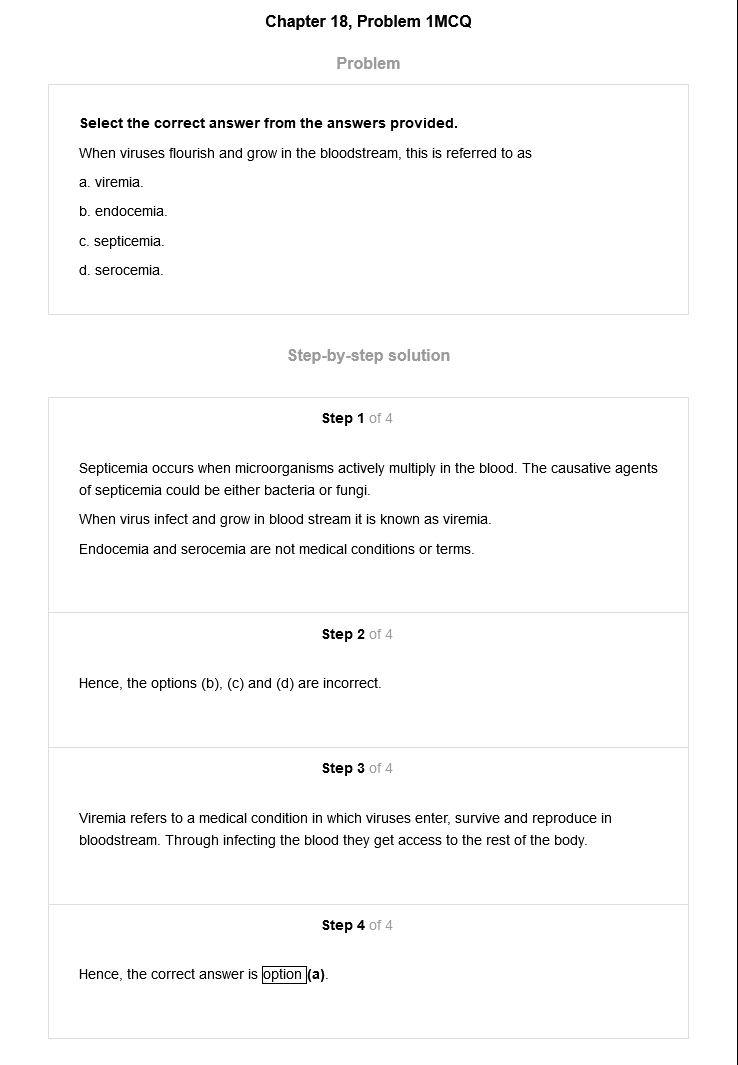 Chapter 18, Problem 1MCQ
Problem
Select the correct answer from the answers provided.
When viruses flourish and grow in the bloodstream, this is referred to as
a. viremia.
b. endocemia.
c. septicemia.
d. serocemia.
Step-by-step solution
Step 1 of 4
Septicemia occurs when microorganisms actively multiply in the blood. The causative agents
of septicemia could be either bacteria or fungi.
When virus infect and grow in blood stream it is known as viremia.
Endocemia and serocemia are not medical conditions or terms.
Step 2 of 4
Hence, the options (b), (c) and (d) are incorrect.
Step 3 of 4
Viremia refers to a medical condition in which viruses enter, survive and reproduce in
bloodstream. Through infecting the blood they get access to the rest of the body.
Step 4 of 4
Hence, the correct answer is option (a).